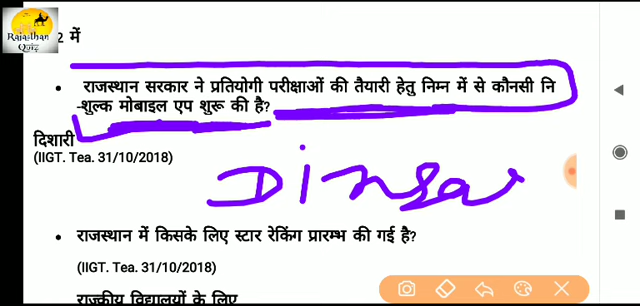 Rajasthan
Quiz
2 में
• राजस्थान सरकार ने प्रतियोगी परीक्षाओं की तैयारी हेतु निम्न में से कौनसी नि
-शुल्क मोबाइल एप शुरू की है?
दिशारी
(IIGT. Tea. 31/10/2018)
• राजस्थान में किसके लिए स्टार रेकिंग प्रारम्भ की गई है?
(IIGT. Tea. 31/10/2018)
राजकीय विद्यालयों के लिए